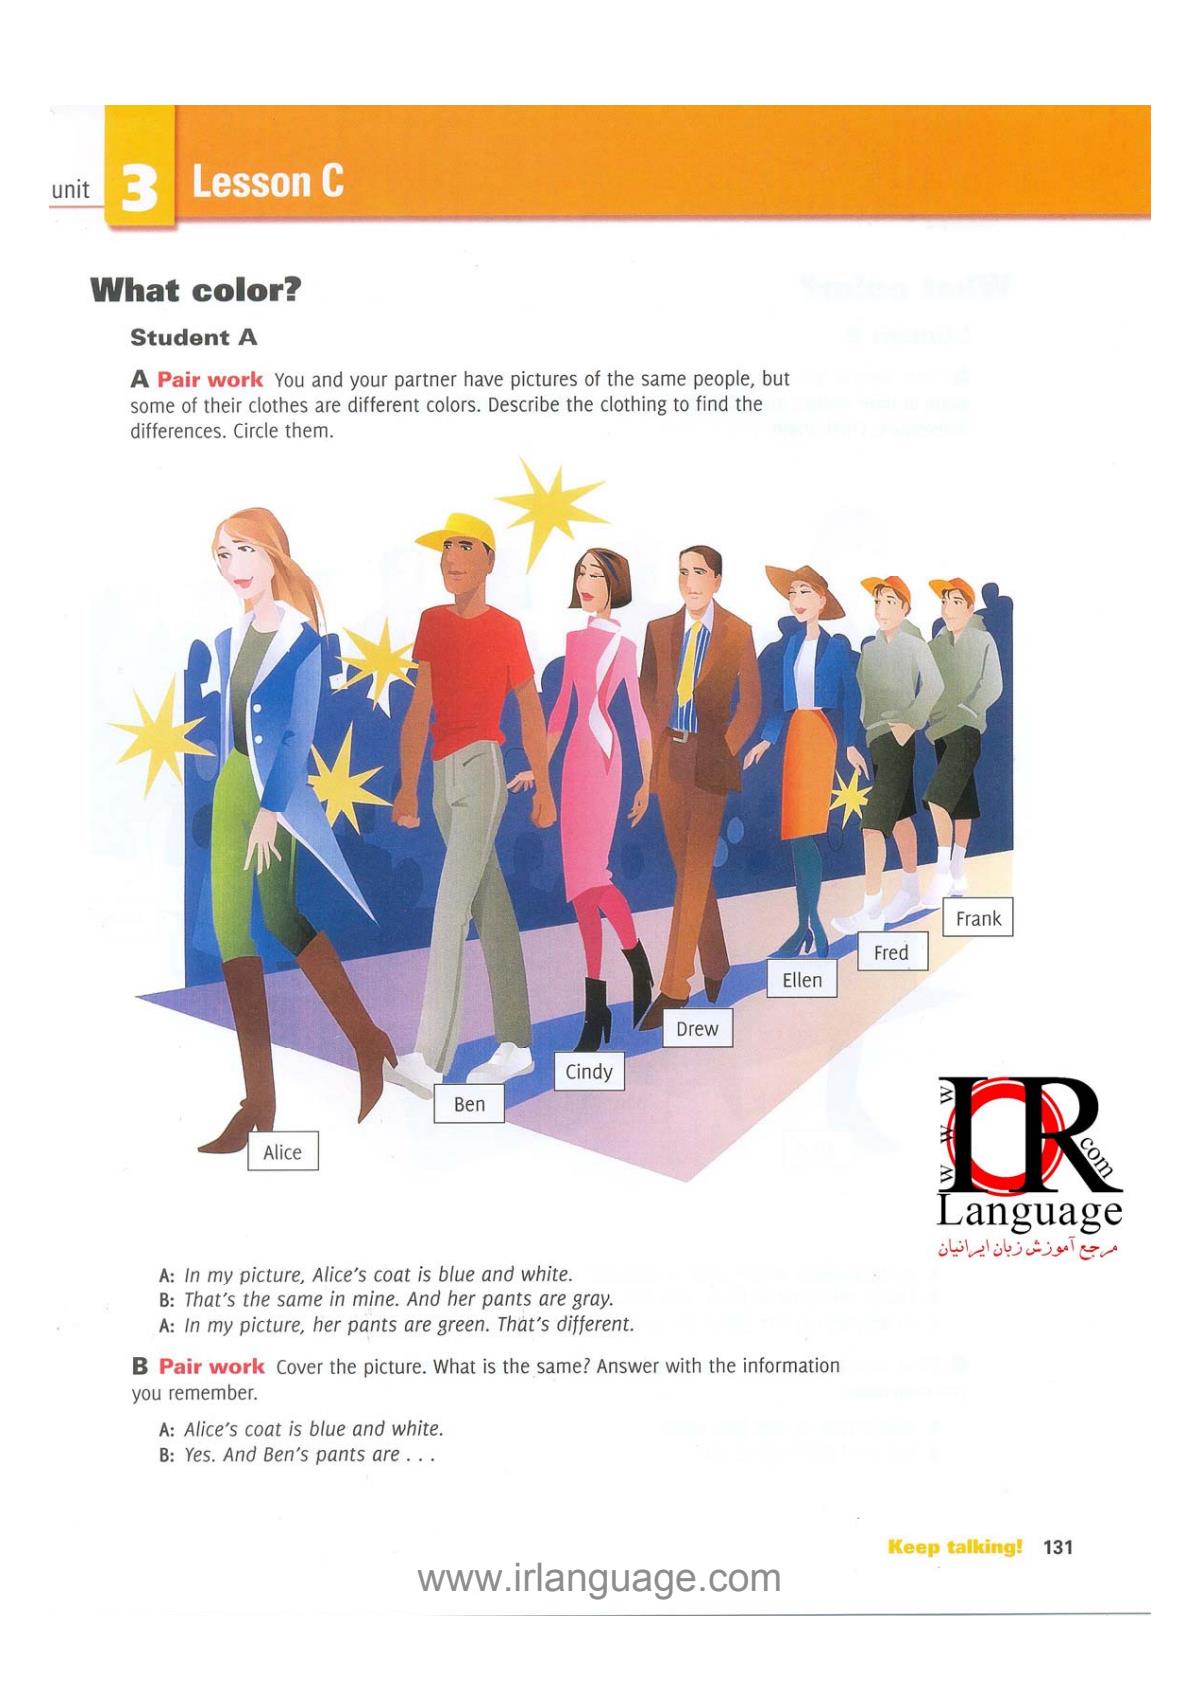 unit 3 Lesson C
What color?
Student A
A Pair work You and your partner have pictures of the same people, but
some of their clothes are different colors. Describe the clothing to find the
differences. Circle them.
Frank
Fred
Ellen
Drew
Cindy
Ben
Alice
www
IOR
.com
Language
مرجع آموزش زبان ایرانیان
A: In my picture, Alice's coat is blue and white.
B: That's the same in mine. And her pants are gray.
A: In my picture, her pants are green. That's different.
B Pair work Cover the picture. What is the same? Answer with the information
you remember.
A: Alice's coat is blue and white.
B: Yes. And Ben's pants are . . .
Keep talking! 131
www.irlanguage.com